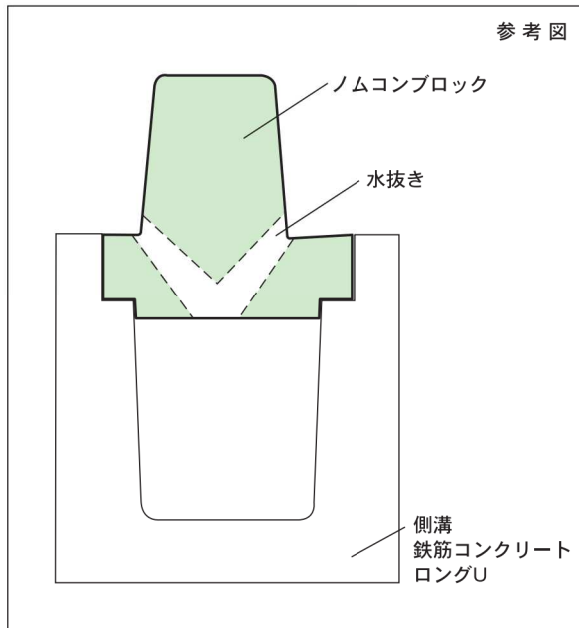 参考図
ノムコンブロック
水抜き
側溝
鉄筋コンクリート
ロングU